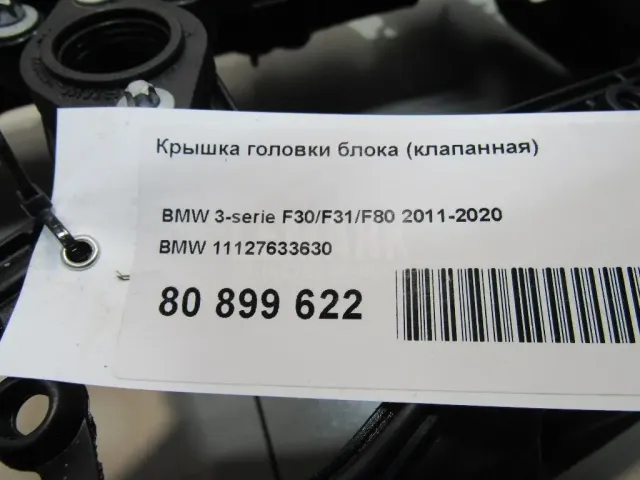 Крышка головки блока (клапанная)
BMW 3-serie F30/F31/F80 2011-2020
BMW 11127633630
80 899 622